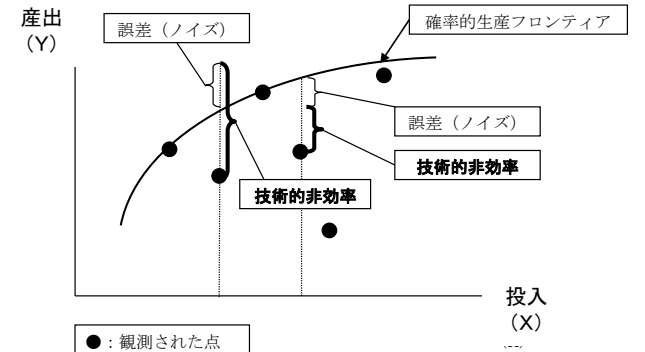 産出
（Y）
誤差（ノイズ）
確率的生産フロンティア
誤差（ノイズ）
技術的非効率
技術的非効率
投入
（X）
●：観測された点